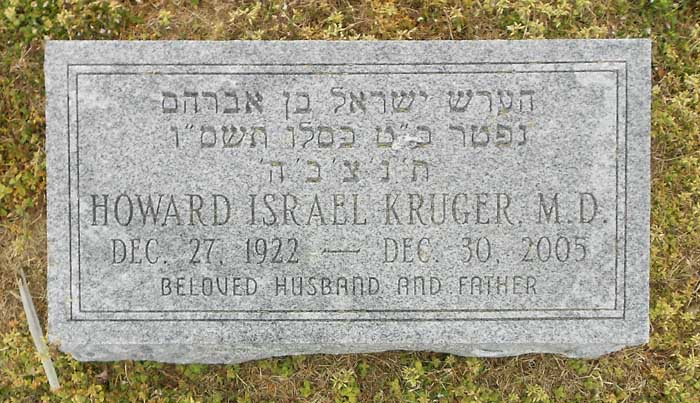 הערש ישראל בן אברהם
נפטר כ״ט כסלו תשס״ו
ת׳נ׳צ׳ב׳ה׳
HOWARD ISRAEL KRUGER, M.D.
DEC. 27, 1922 — DEC. 30, 2005
BELOVED HUSBAND AND FATHER